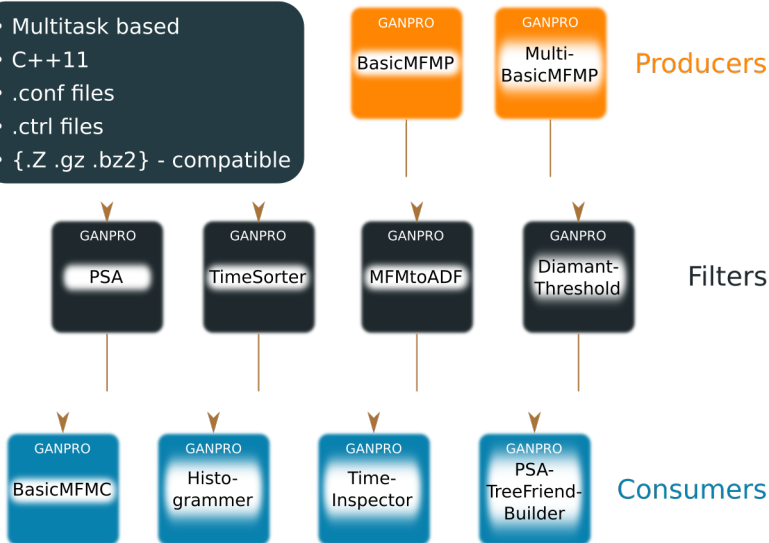 • Multitask based
• C++11
• .conf files
• .ctrl files
• {.Z .gz .bz2} - compatible
GANPRO
BasicMFMP
GANPRO
Multi-
BasicMFMP
Producers
GANPRO
PSA
GANPRO
TimeSorter
GANPRO
MFMtoADF
GANPRO
Diamant-
Threshold
Filters
GANPRO
BasicMFMC
GANPRO
Histo-
grammer
GANPRO
Time-
Inspector
GANPRO
PSA-
TreeFriend-
Builder
Consumers